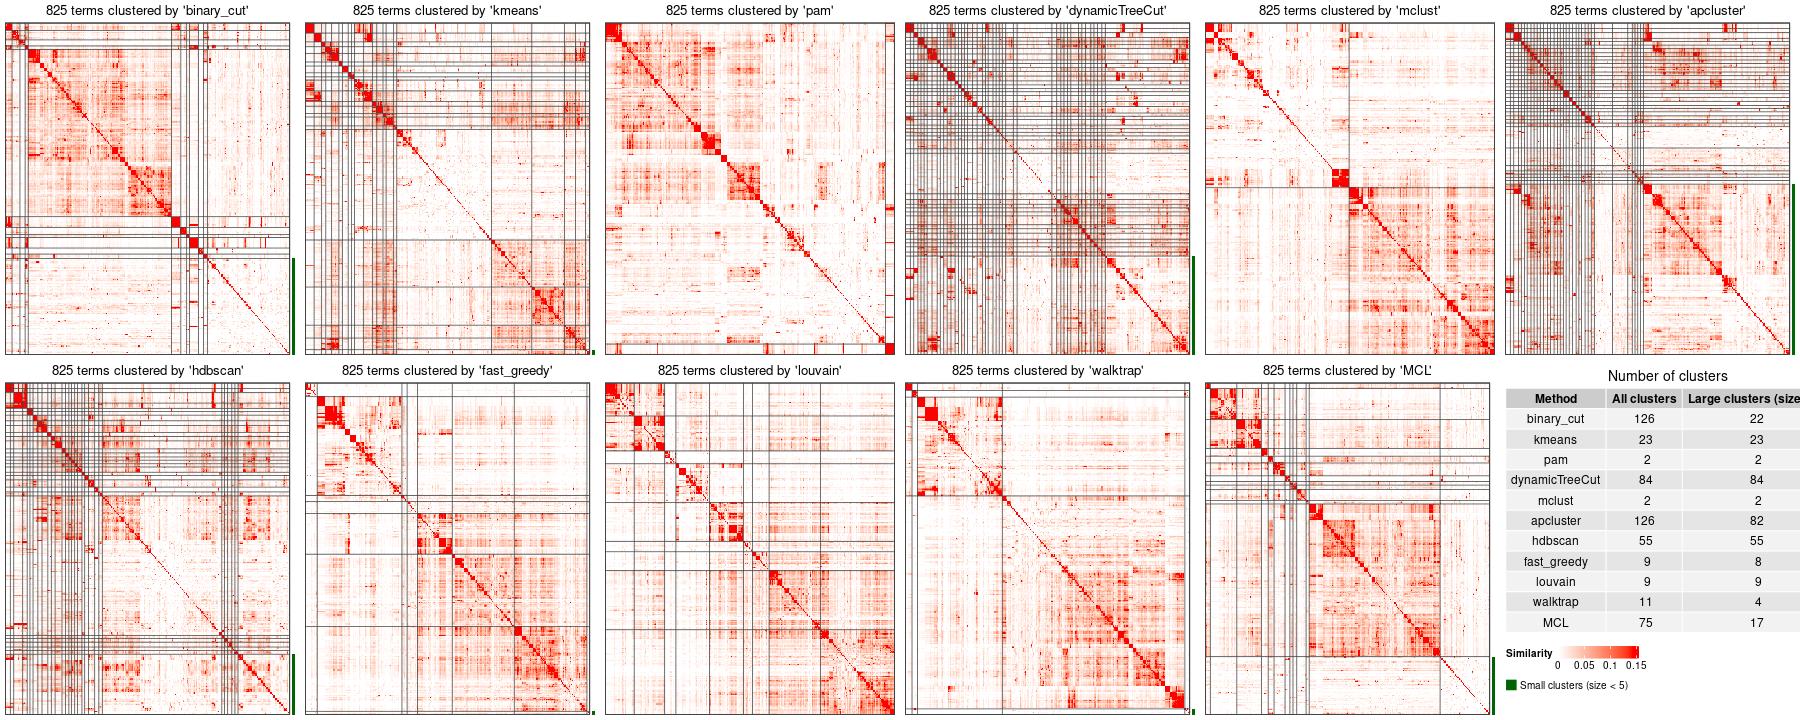 825 terms clustered by 'binary_cut'
825 terms clustered by 'kmeans'
825 terms clustered by 'pam'
825 terms clustered by 'dynamicTreeCut'
825 terms clustered by 'mclust'
825 terms clustered by 'apcluster'
825 terms clustered by 'hdbscan'
825 terms clustered by 'fast_greedy'
825 terms clustered by 'louvain'
825 terms clustered by 'walktrap'
825 terms clustered by 'MCL'
Number of clusters
Method All clusters Large clusters (size
binary_cut 126 22
kmeans 23 23
pam 2 2
dynamicTreeCut 84 84
mclust 2 2
apcluster 126 82
hdbscan 55 55
fast_greedy 9 8
louvain 9 9
walktrap 11 4
MCL 75 17
Similarity
0 0.05 0.1 0.15
Small clusters (size < 5)